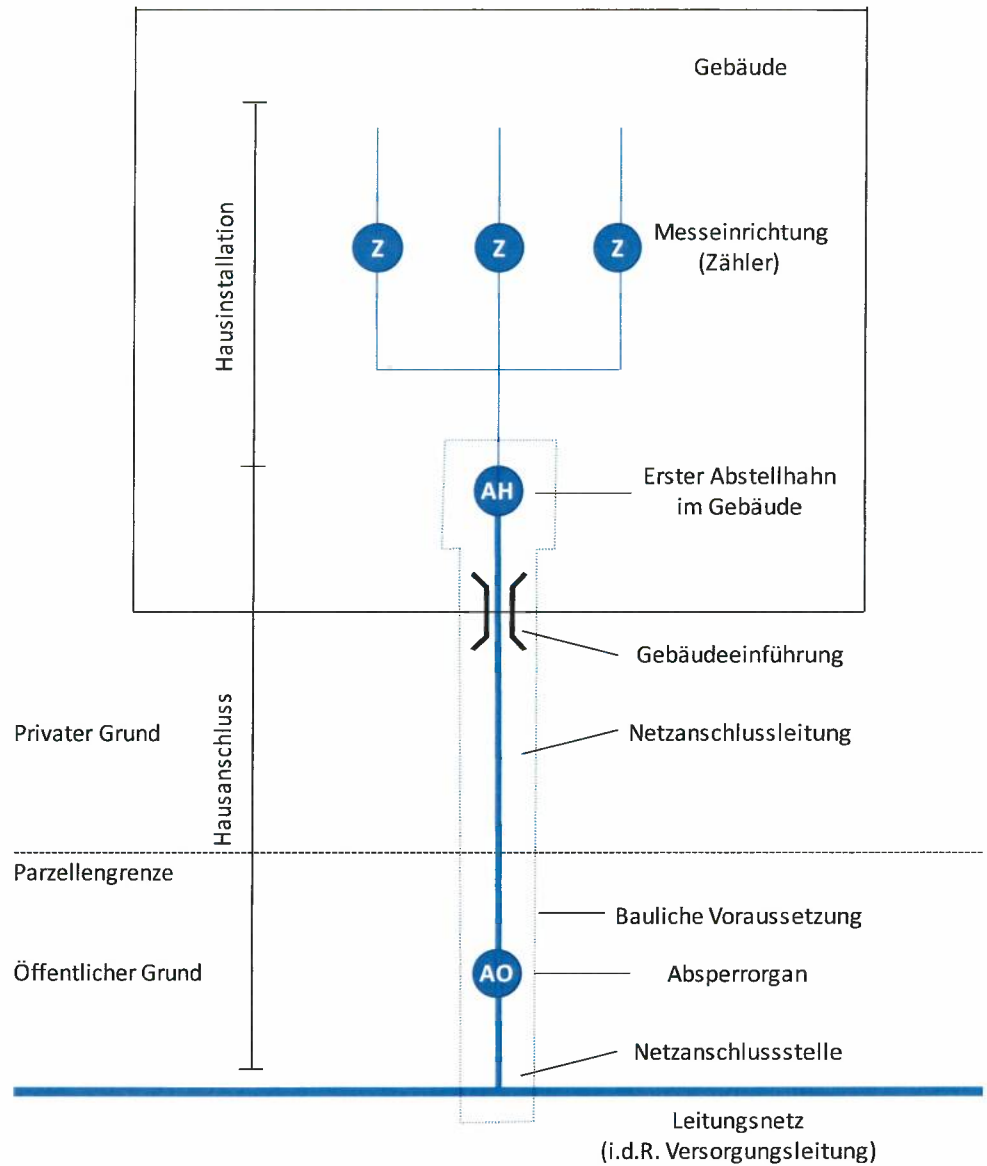 Gebäude
Hausinstallation
Z
Z
Z
Messeinrichtung
(Zähler)
AH
Erster Abstellhahn
im Gebäude
Gebäudeeinführung
Hausanschluss
Privater Grund
Netzanschlussleitung
Parzellengrenze
Bauliche Voraussetzung
Öffentlicher Grund
AO
Absperrorgan
Netzanschlussstelle
Leitungsnetz
(i.d.R. Versorgungsleitung)